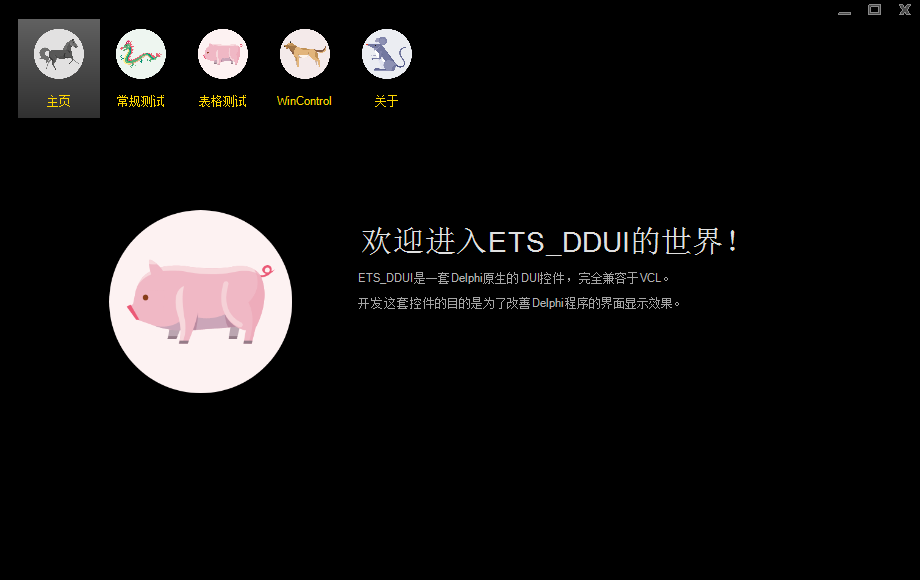 主页
常规测试
表格测试
WinControl
关于
欢迎进入ETS_DDUI的世界！
ETS_DDUI是一套Delphi原生的DUI控件，完全兼容于VCL。
开发这套控件的目的是为了改善Delphi程序的界面显示效果。